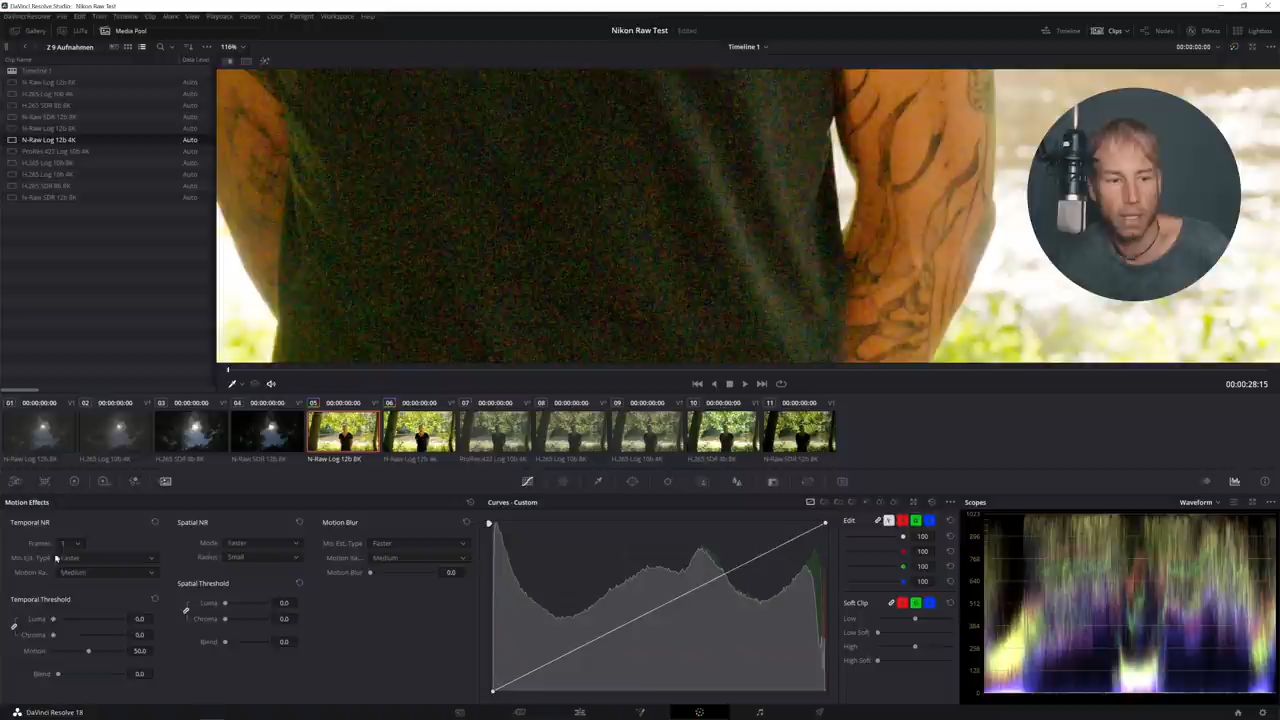 DaVinci Resolve Studio - Nikon Raw Test
DaVinci Resolve File Edit Trim Timeline Clip Mark View Playback Fusion Color Fairlight Workspace Help
Gallery LUTs Media Pool Nikon Raw Test Edited Timeline Clips Nodes Effects Lightbox
Z 9 Aufnahmen 116% Timeline 1 00:00:00:00
Clip Name Data Level
Timeline 1
N-Raw Log 12b 8K Auto
H.265 Log 10b 4K Auto
H.265 SDR 8b 8K Auto
N-Raw SDR 12b 8K Auto
N-Raw Log 12b 8K Auto
N-Raw Log 12b 4K Auto
ProRes 422 Log 10b 4K Auto
H.265 Log 10b 8K Auto
H.265 Log 10b 4K Auto
H.265 SDR 8b 8K Auto
N-Raw SDR 12b 8K Auto
00:00:28:15
01 00:00:00:00 V1 02 00:00:00:00 V1 03 00:00:00:00 V1 04 00:00:00:00 V1 05 00:00:00:00 V1 06 00:00:00:00 V1 07 00:00:00:00 V1 08 00:00:00:00 V1 09 00:00:00:00 V1 10 00:00:00:00 V1 11 00:00:00:00 V1
N-Raw Log 12b 8K H.265 Log 10b 4K H.265 SDR 8b 8K N-Raw SDR 12b 8K N-Raw Log 12b 8K N-Raw Log 12b 4K ProRes 422 Log 10b 4K H.265 Log 10b 8K H.265 Log 10b 4K H.265 SDR 8b 8K N-Raw SDR 12b 8K
Motion Effects Curves - Custom Scopes Waveform
Temporal NR Spatial NR Motion Blur Edit
Frames 1 Mode Faster Mo. Est. Type Faster 100
Mo. Est. Type Faster Radius Small Motion Ra... Medium 100
Motion Ra. Medium Motion Blur 0.0 100
Spatial Threshold 100
Temporal Threshold Luma 0.0 Soft Clip
Luma 0.0 Chroma 0.0 Low
Chroma 0.0 Low Soft
Motion 50.0 Blend 0.0 High
Blend 0.0 High Soft
1023
896
768
640
512
384
256
128
0
DaVinci Resolve 18